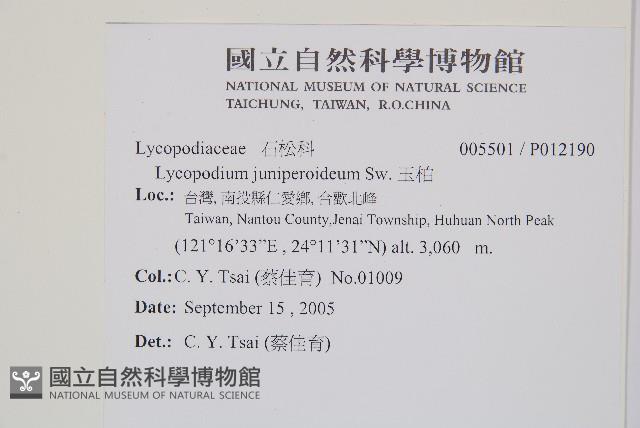 國立自然科學博物館
NATIONAL MUSEUM OF NATURAL SCIENCE
TAICHUNG, TAIWAN, R.O.CHINA
Lycopodiaceae 石松科 005501 / P012190
Lycopodium juniperoideum Sw. 玉柏
Loc.: 台灣, 南投縣仁愛鄉, 合歡北峰
Taiwan, Nantou County,Jenai Township, Huhuan North Peak
(121°16'33"E , 24°11'31"N) alt. 3,060 m.
Col.: C. Y. Tsai (蔡佳育) No.01009
Date: September 15 , 2005
Det.: C. Y. Tsai (蔡佳育)
國立自然科學博物館
NATIONAL MUSEUM OF NATURAL SCIENCE